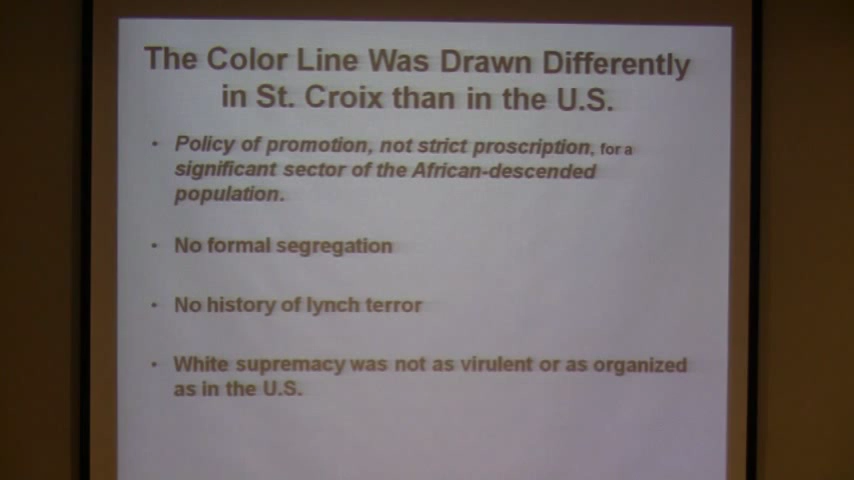 The Color Line Was Drawn Differently
in St. Croix than in the U.S.
• Policy of promotion, not strict proscription, for a
significant sector of the African-descended
population.
• No formal segregation
• No history of lynch terror
• White supremacy was not as virulent or as organized
as in the U.S.